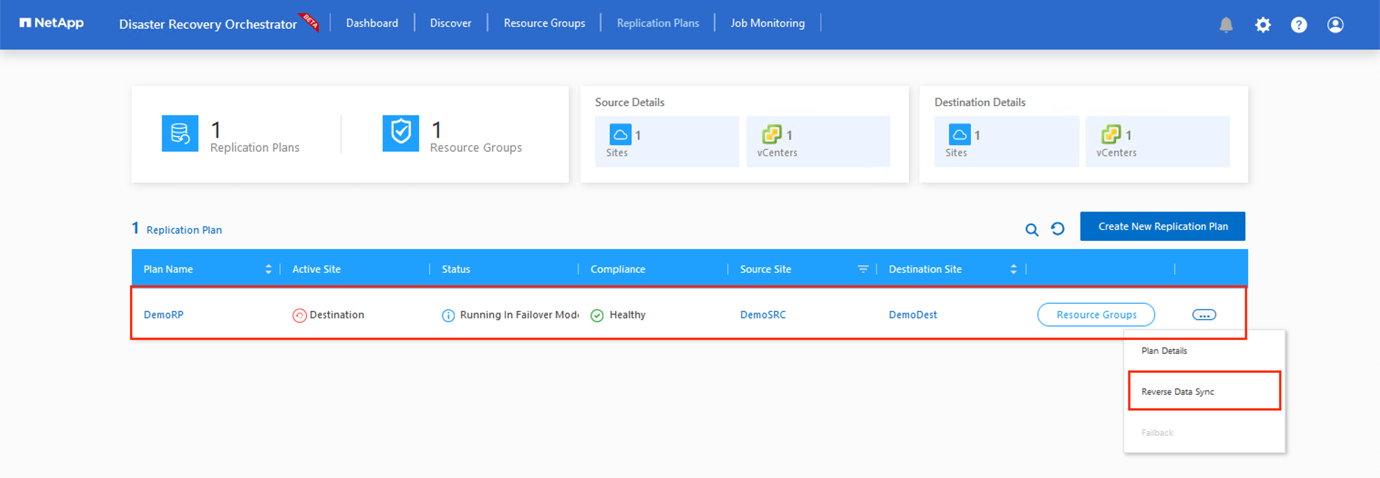 NetApp Disaster Recovery Orchestrator BETA Dashboard Discover Resource Groups Replication Plans Job Monitoring
Source Details Destination Details
1 1 1 1 1 1
Replication Plans Resource Groups Sites vCenters Sites vCenters
1 Replication Plan Create New Replication Plan
Plan Name Active Site Status Compliance Source Site Destination Site
DemoRP Destination Running In Failover Mode Healthy DemoSRC DemoDest Resource Groups ...
Plan Details
Reverse Data Sync
Failback